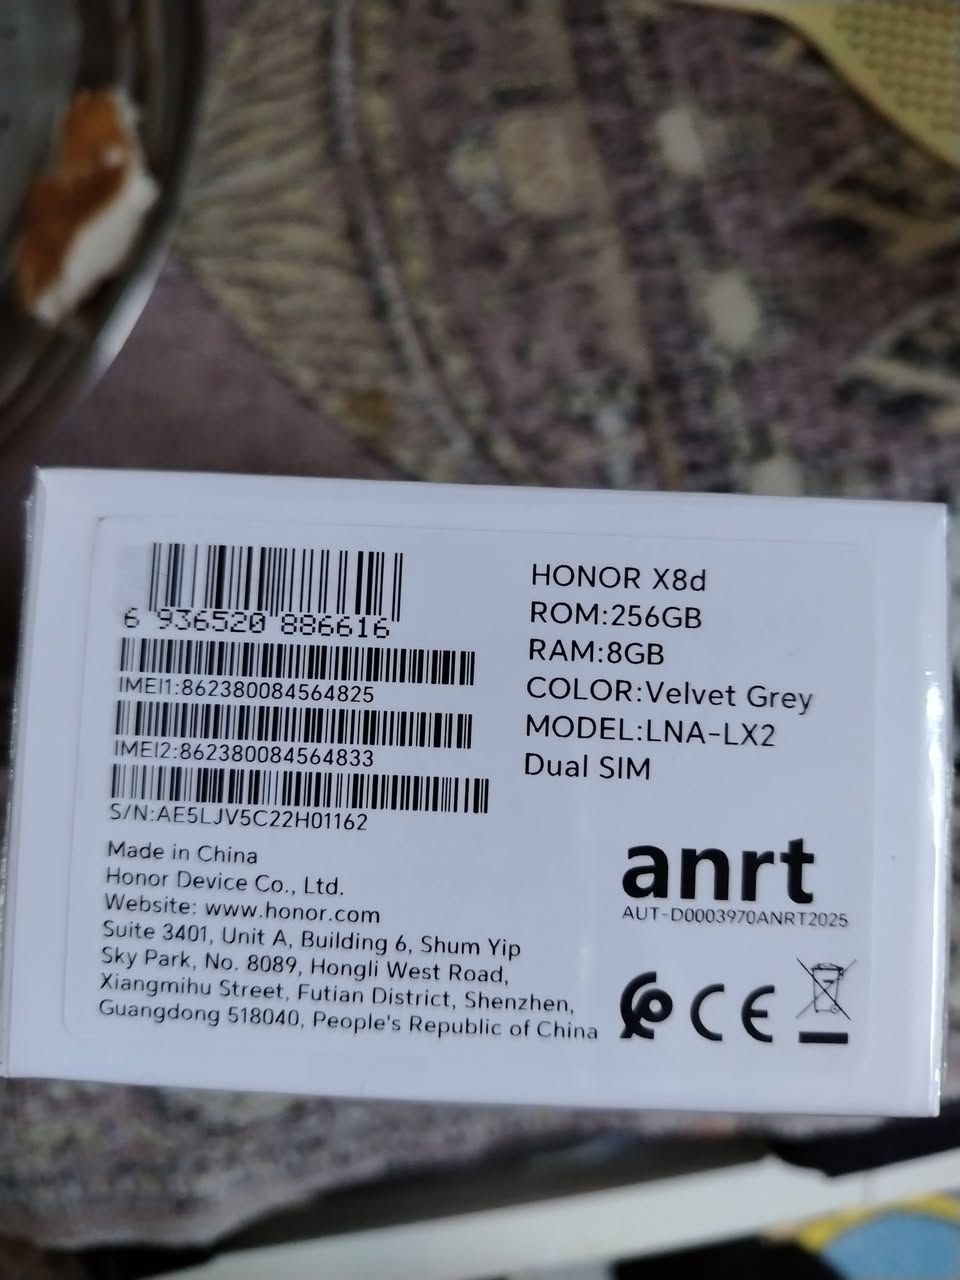 6 936520 886616
IMEI1:862380084564825
IMEI2:862380084564833
S/N:AE5LJV5C22H01162
Made in China
Honor Device Co., Ltd.
Website: www.honor.com
Suite 3401, Unit A, Building 6, Shum Yip
Sky Park, No. 8089, Hongli West Road,
Xiangmihu Street, Futian District, Shenzhen,
Guangdong 518040, People's Republic of China
HONOR X8d
ROM:256GB
RAM:8GB
COLOR:Velvet Grey
MODEL:LNA-LX2
Dual SIM
anrt
AUT-D0003970ANRT2025
CE